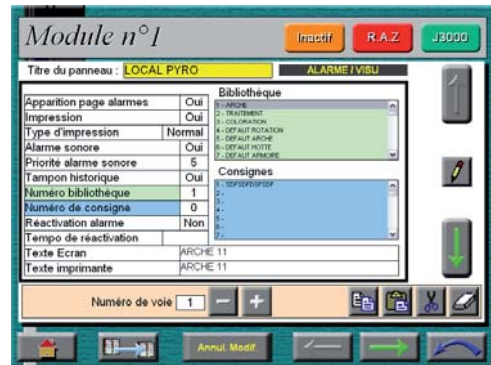 Module n°1
Inactif
R.A.Z
J3000
Titre du panneau : LOCAL PYRO
ALARME / VISU
Apparition page alarmes Oui
Impression Oui
Type d'impression Normal
Alarme sonore Oui
Priorité alarme sonore 5
Tampon historique Oui
Numéro bibliothèque 1
Numéro de consigne 0
Réactivation alarme Non
Tempo de réactivation
Texte Ecran ARCHE 11
Texte imprimante ARCHE 11
Bibliothèque
1 - ARCHE
2 - TRAITEMENT
3 - COLORATION
4 - DEFAUT ROTATION
5 - DEFAUT ARCHE
6 - DEFAUT HOTTE
7 - DEFAUT ARMOIRE
Consignes
2 -
3 -
4 -
5 -
6 -
7 -
Numéro de voie 1
Annul. Modif.